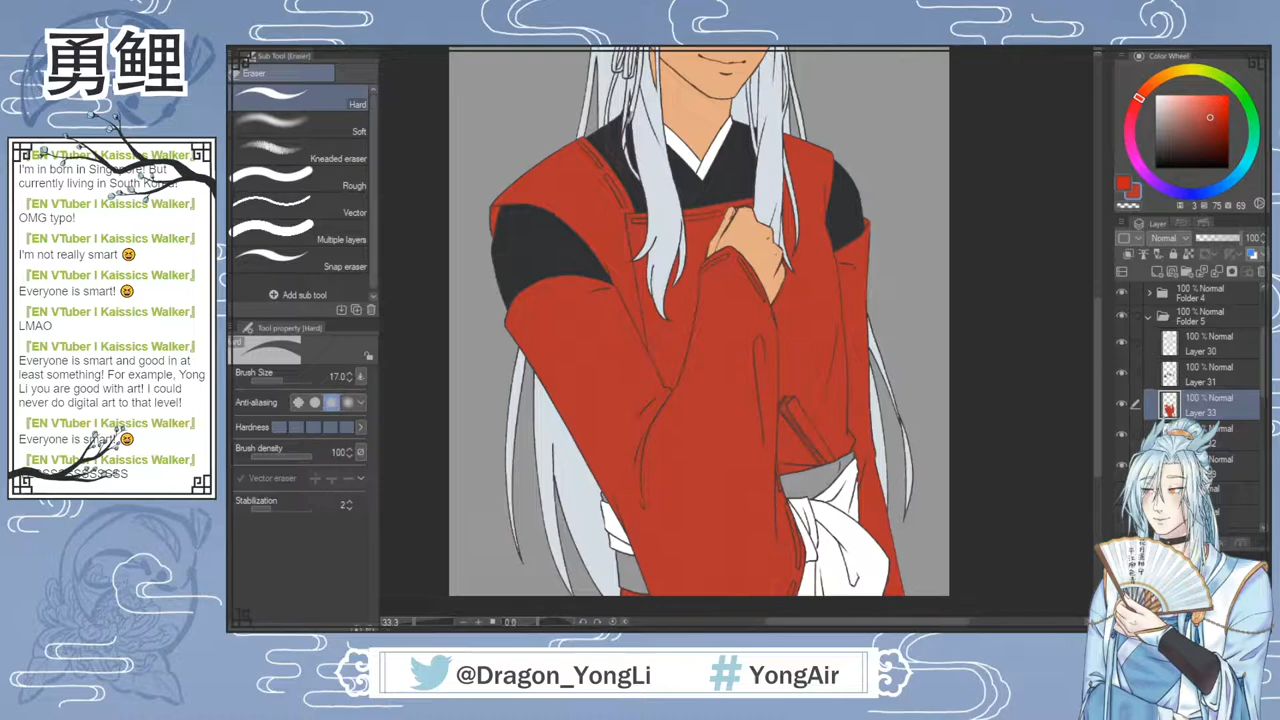 勇鲤
『EN VTuber | Kaissics Walker』
I'm in born in Singapore! But
currently living in South Korea!
『EN VTuber | Kaissics Walker』
OMG typo!
『EN VTuber | Kaissics Walker』
I'm not really smart
『EN VTuber | Kaissics Walker』
Everyone is smart!
『EN VTuber | Kaissics Walker』
LMAO
『EN VTuber | Kaissics Walker』
Everyone is smart and good in at
least something! For example, Yong
Li you are good with art! I could
never do digital art to that level!
『EN VTuber | Kaissics Walker』
Everyone is smart!
『EN VTuber | Kaissics Walker』
Sub Tool [Eraser]
Eraser
Hard
Soft
Kneaded eraser
Rough
Vector
Multiple layers
Snap eraser
Add sub tool
Tool property [Hard]
Brush Size 17.0
Anti-aliasing
Hardness
Brush density 100
Vector eraser
Stabilization 2
33.3 0.0
Color Wheel
3 75 69
Layer
Normal 100
100 % Normal
Folder 4
100 % Normal
Folder 5
100 % Normal
Layer 30
100 % Normal
Layer 31
100 % Normal
Layer 33
@Dragon_YongLi
# YongAir